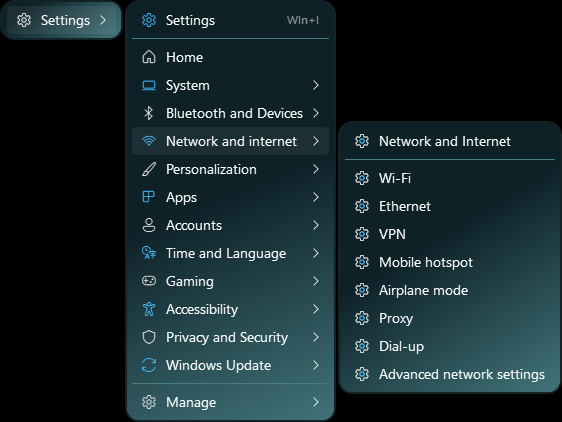 Settings
Settings Win+I
Home
System
Bluetooth and Devices
Network and internet
Personalization
Apps
Accounts
Time and Language
Gaming
Accessibility
Privacy and Security
Windows Update
Manage
Network and Internet
Wi-Fi
Ethernet
VPN
Mobile hotspot
Airplane mode
Proxy
Dial-up
Advanced network settings